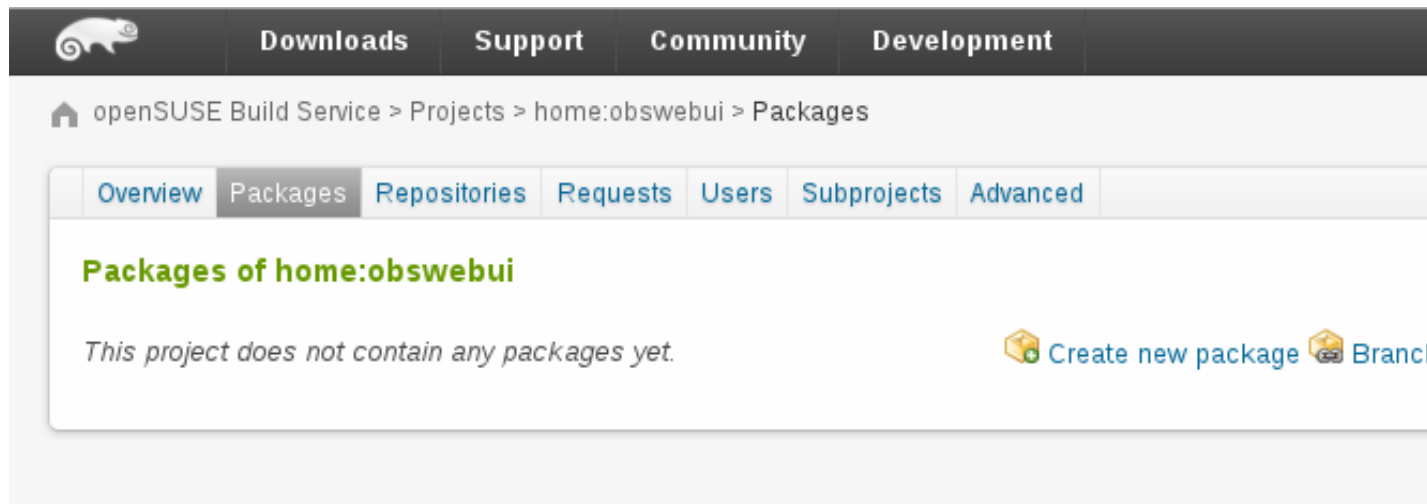 Downloads Support Community Development
openSUSE Build Service > Projects > home:obswebui > Packages
Overview Packages Repositories Requests Users Subprojects Advanced
Packages of home:obswebui
This project does not contain any packages yet. Create new package